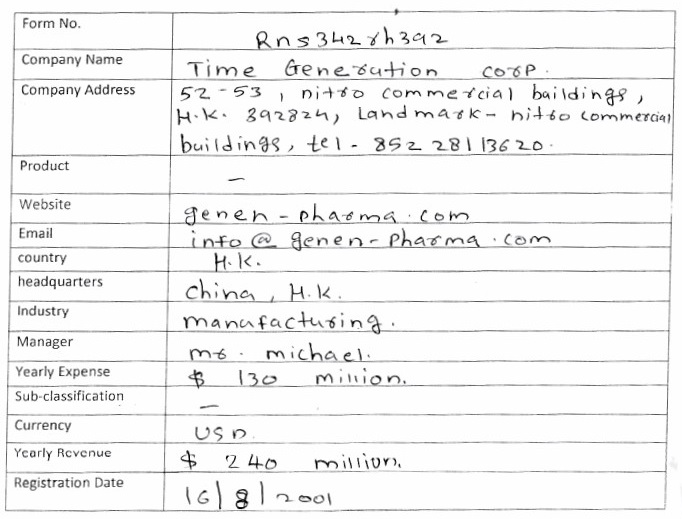 Form No. Rns342rh392
Company Name Time Generation corp.
Company Address 52-53, nitro commercial buildings,
H.K. 392824, Landmark - nitro commercial
buildings, tel - 852 28113620.
Product -
Website genen-pharma.com
Email info@genen-pharma.com
country H.K.
headquarters China, H.K.
Industry manufacturing.
Manager mr. michael.
Yearly Expense $ 130 million.
Sub-classification -
Currency USD.
Yearly Revenue $ 240 million.
Registration Date 16/8/2001